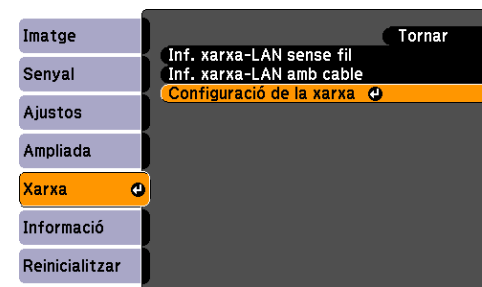 Imatge
Senyal
Ajustos
Ampliada
Xarxa
Informació
Reinicialitzar
Tornar
Inf. xarxa-LAN sense fil
Inf. xarxa-LAN amb cable
Configuració de la xarxa